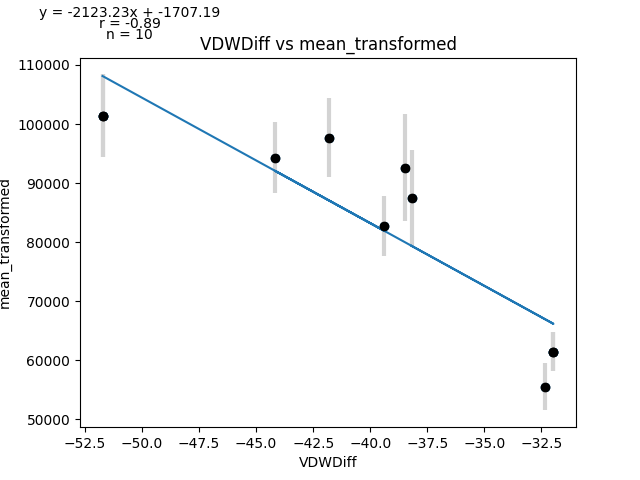 y = -2123.23x + -1707.19
r = -0.89
n = 10
VDWDiff vs mean_transformed
110000
100000
90000
80000
70000
60000
50000
mean_transformed
−52.5 −50.0 −47.5 −45.0 −42.5 −40.0 −37.5 −35.0 −32.5
VDWDiff